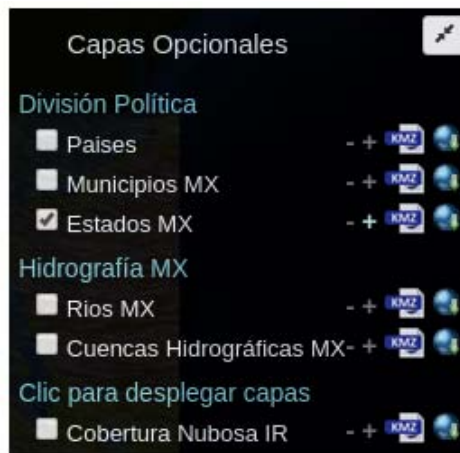 Capas Opcionales
División Política
Paises - + KMZ
Municipios MX - + KMZ
Estados MX - + KMZ
Hidrografía MX
Rios MX - + KMZ
Cuencas Hidrográficas MX - + KMZ
Clic para desplegar capas
Cobertura Nubosa IR - + KMZ